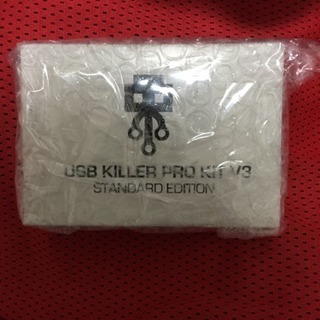 USB KILLER PRO KIT V3
STANDARD EDITION